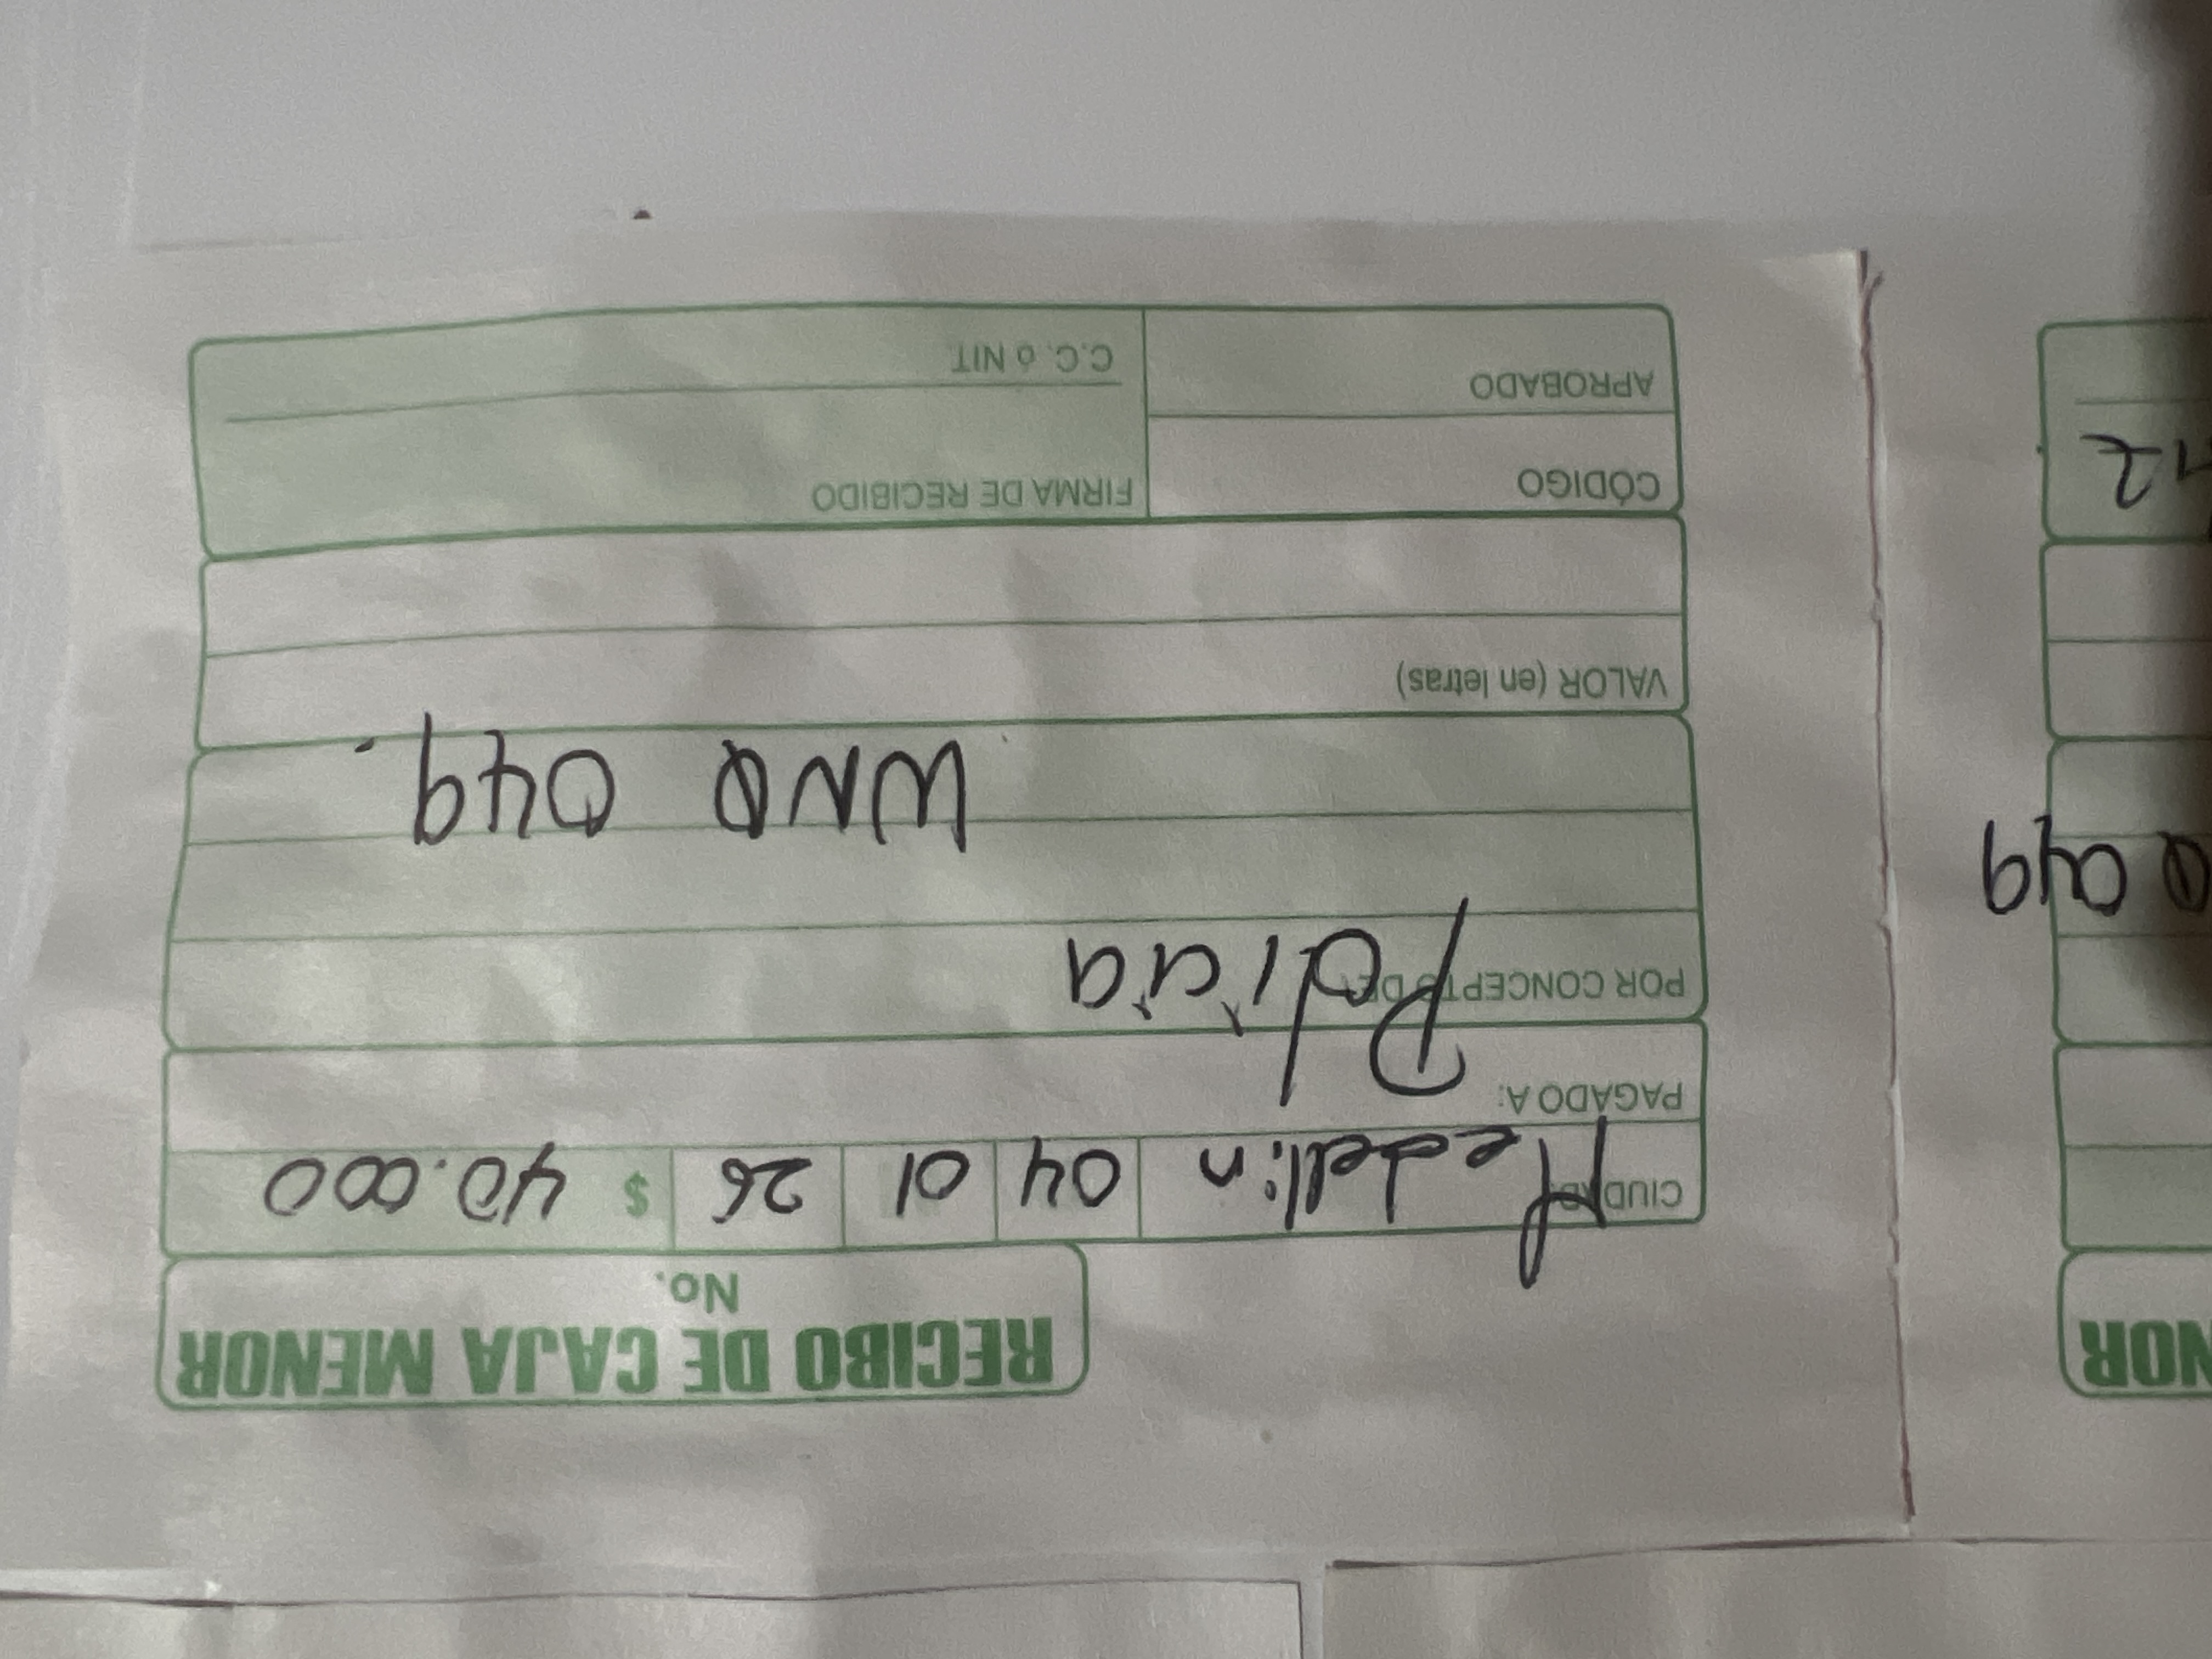 RECIBO DE CAJA MENOR
No.
CIUDAD: Medellin 04 01 26 $ 40.000
PAGADO A:
POR CONCEPTO DE: Policia
WNQ 049.
VALOR (en letras)
CÓDIGO
FIRMA DE RECIBIDO
APROBADO
C.C. ó NIT.
NOR
Q 049